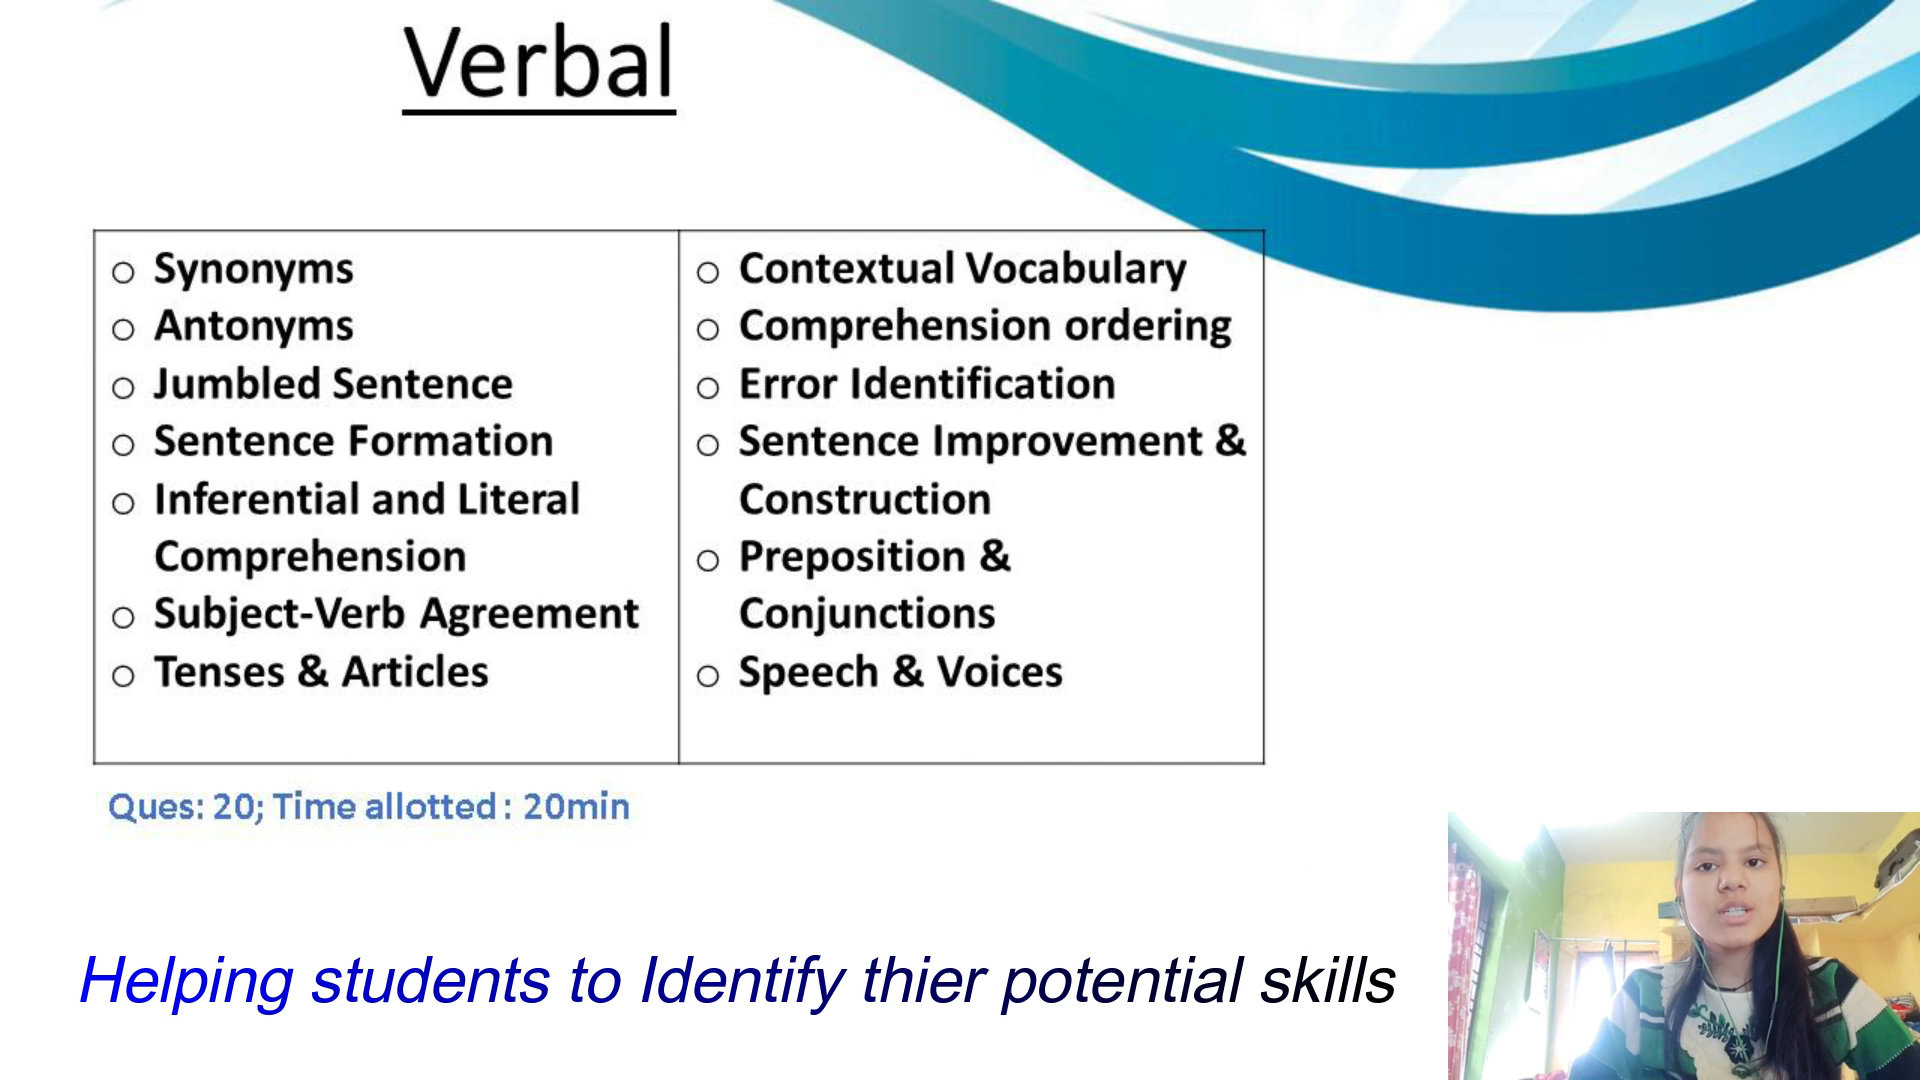 Verbal
Synonyms
Antonyms
Jumbled Sentence
Sentence Formation
Inferential and Literal
Comprehension
Subject-Verb Agreement
Tenses & Articles
Contextual Vocabulary
Comprehension ordering
Error Identification
Sentence Improvement &
Construction
Preposition &
Conjunctions
Speech & Voices
Ques: 20; Time allotted : 20min
Helping students to Identify thier potential skills